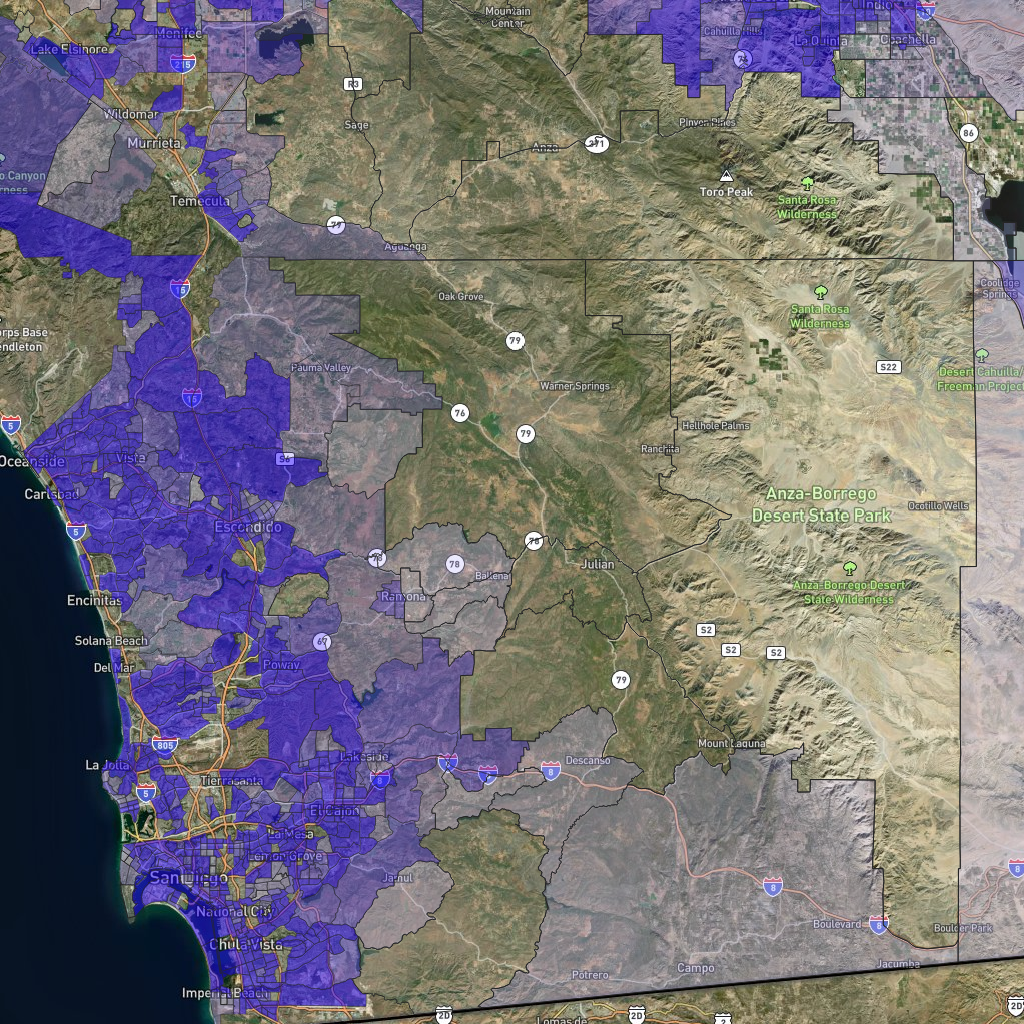 Mountain
Center
Indio
Menifee
Cahuilla Hills
La Quinta
Coachella
Lake Elsinore
215
74
R3
Wildomar
Sage
Pinyon Pines
86
Murrieta
Anza
371
o Canyon
rness
Toro Peak
Temecula
Santa Rosa
Wilderness
79
Aguanga
15
Oak Grove
Coolidge
Springs
Santa Rosa
Wilderness
orps Base
endleton
79
Pauma Valley
S22
Desert Cahuilla/
Freeman Project
15
Warner Springs
76
5
79
Hellhole Palms
Oceanside
Vista
S6
Ranchita
Carlsbad
Anza-Borrego
Desert State Park
Ocotillo Wells
5
Escondido
78
78
78
Julian
Ballena
Encinitas
Ramona
Anza-Borrego Desert
State Wilderness
Solana Beach
67
S2
S2
S2
Del Mar
Poway
79
805
Lakeside
Mount Laguna
La Jolla
Descanso
8
8
8
8
5
Tierrasanta
El Cajon
La Mesa
Lemon Grove
8
San Diego
Jamul
8
National City
Boulevard
8
Boulder Park
Chula Vista
Jacumba
Imperial Beach
Potrero
Campo
2D
2D
2
2D
Lomas de